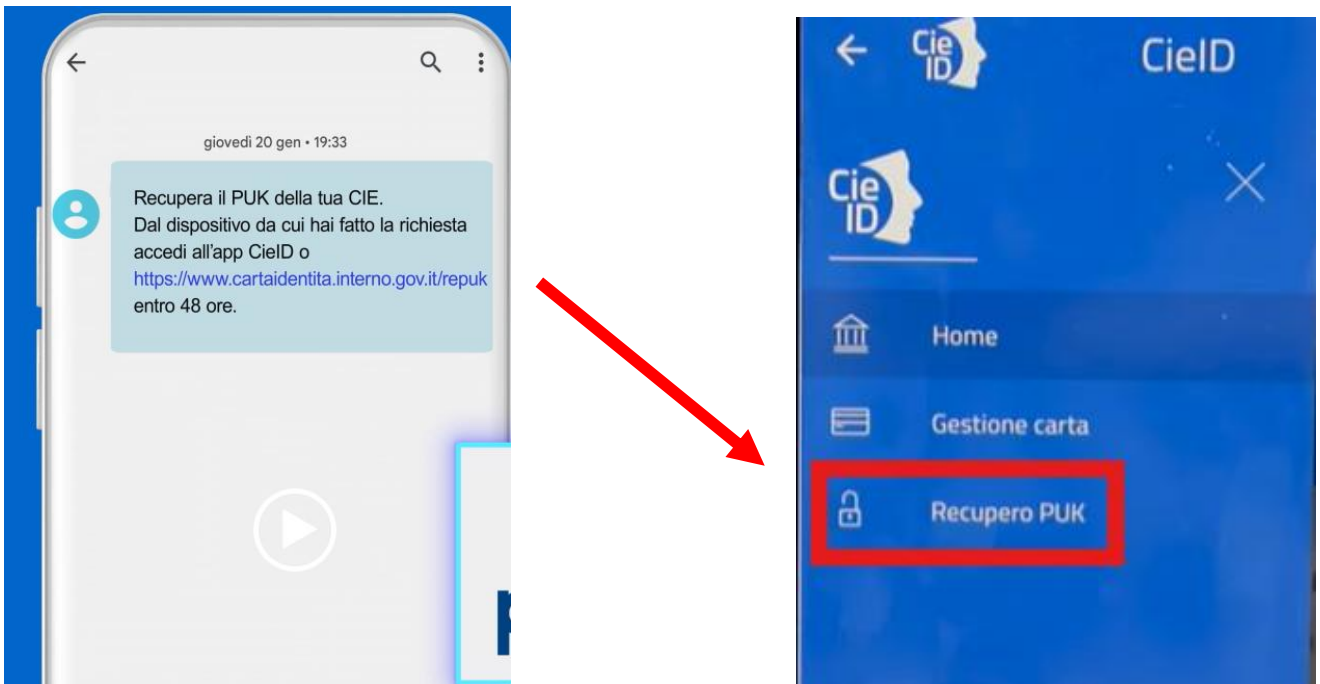 giovedì 20 gen • 19:33
Recupera il PUK della tua CIE.
Dal dispositivo da cui hai fatto la richiesta
accedi all'app CieID o
https://www.cartaidentita.interno.gov.it/repuk
entro 48 ore.
p
Cie
ID
CieID
Cie
ID
Home
Gestione carta
Recupero PUK